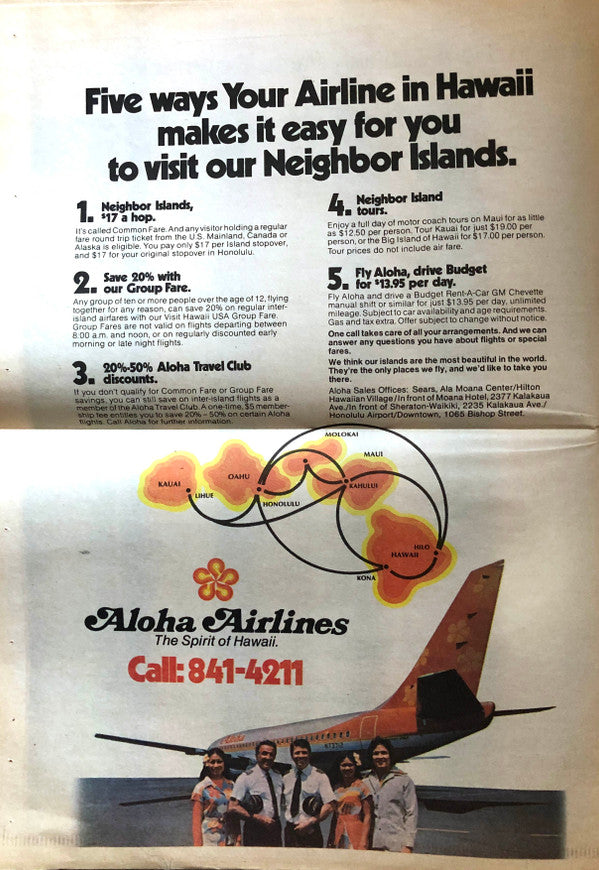 Five ways Your Airline in Hawaii
makes it easy for you
to visit our Neighbor Islands.
1. Neighbor Islands,
$17 a hop.
It's called Common Fare. And any visitor holding a regular
fare round trip ticket from the U.S. Mainland, Canada or
Alaska is eligible. You pay only $17 per Island stopover,
and $17 for your original stopover in Honolulu.
2. Save 20% with
our Group Fare.
Any group of ten or more people over the age of 12, flying
together for any reason, can save 20% on regular inter-
island airfares with our Visit Hawaii USA Group Fare.
Group Fares are not valid on flights departing between
8:00 a.m. and noon, or on regularly discounted early
morning or late night flights.
3. 20%-50% Aloha Travel Club
discounts.
If you don't qualify for Common Fare or Group Fare
savings, you can still save on inter-island flights as a
member of the Aloha Travel Club. A one-time, $5 member-
ship fee entitles you to save 20% - 50% on certain Aloha
flights. Call Aloha for further information.
4. Neighbor Island
tours.
Enjoy a full day of motor coach tours on Maui for as little
as $12.50 per person. Tour Kauai for just $19.00 per
person, or the Big Island of Hawaii for $17.00 per person.
Tour prices do not include air fare.
5. Fly Aloha, drive Budget
for $13.95 per day.
Fly Aloha and drive a Budget Rent-A-Car GM Chevette
manual shift or similar for just $13.95 per day, unlimited
mileage. Subject to car availability and age requirements.
Gas and tax extra. Offer subject to change without notice.
One call takes care of all your arrangements. And we can
answer any questions you have about flights or special
fares.
We think our islands are the most beautiful in the world.
They're the only places we fly, and we'd like to take you
there.
Aloha Sales Offices: Sears, Ala Moana Center/Hilton
Hawaiian Village/In front of Moana Hotel, 2377 Kalakaua
Ave./In front of Sheraton-Waikiki, 2235 Kalakaua Ave./
Honolulu Airport/Downtown, 1065 Bishop Street.
MOLOKAI
MAUI
OAHU
KAUAI
KAHULUI
LIHUE
HONOLULU
HILO
HAWAII
KONA
Aloha Airlines
The Spirit of Hawaii.
Call: 841-4211
Aloha